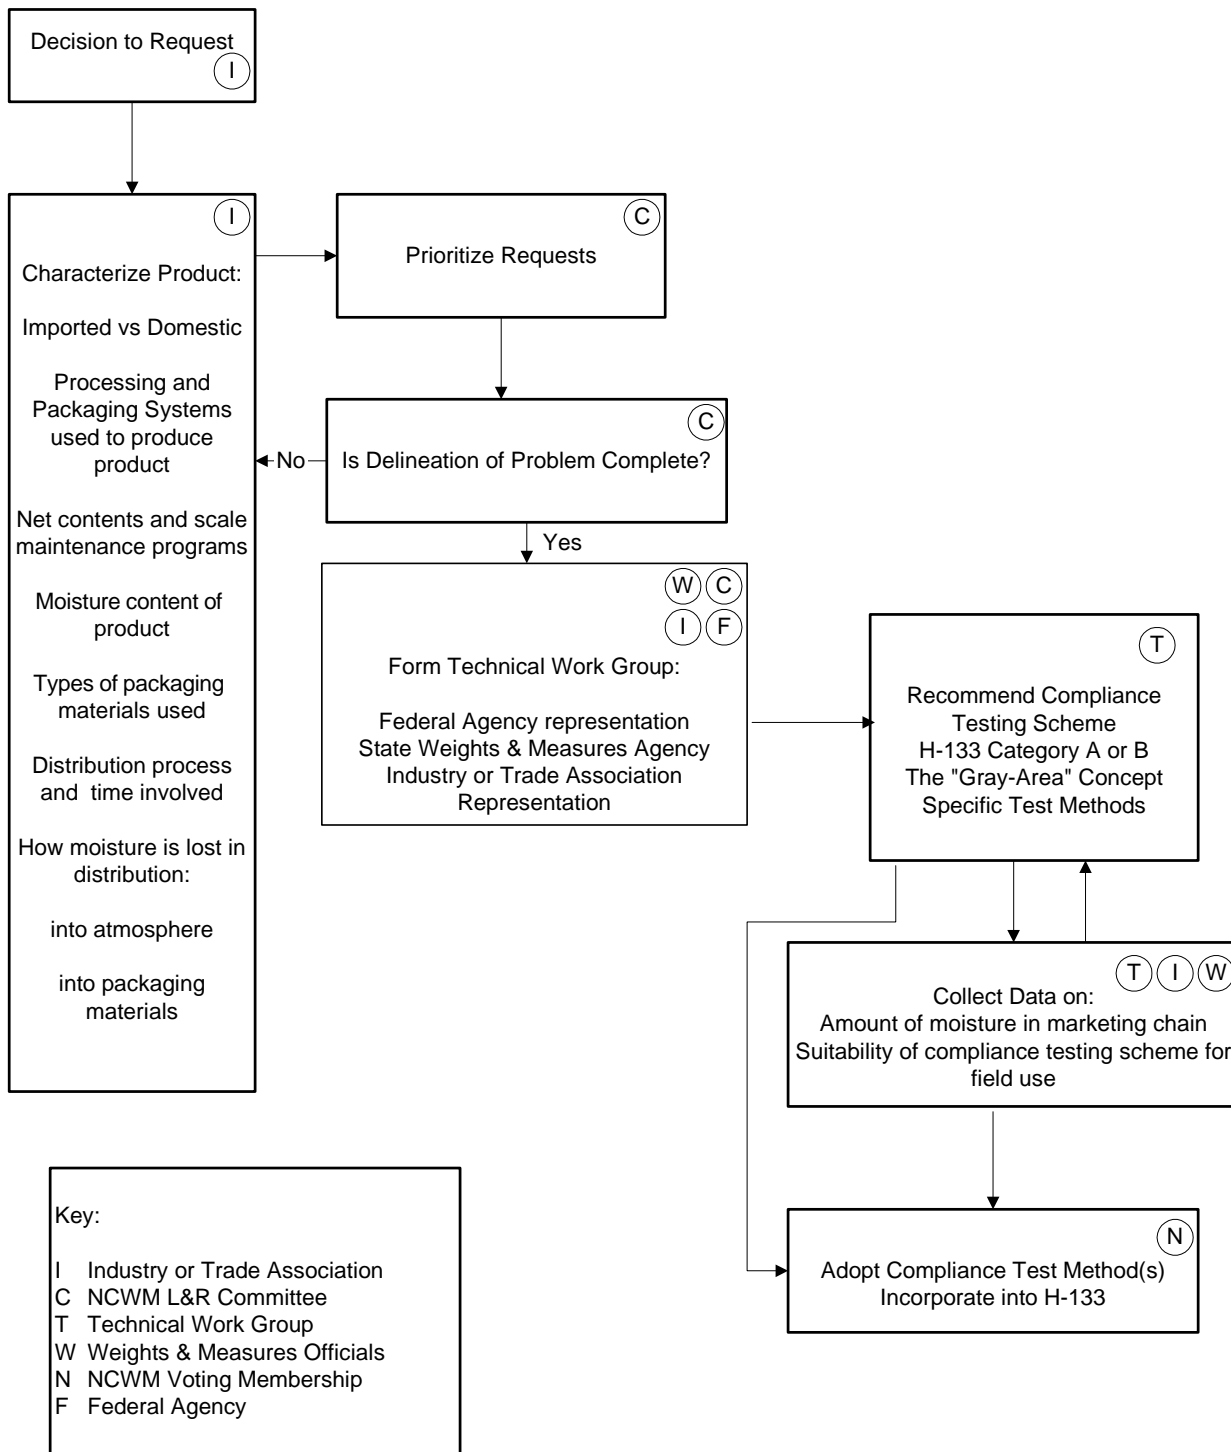 Decision to Request
I
I
Characterize Product:
Imported vs Domestic
Processing and
Packaging Systems
used to produce
product
Net contents and scale
maintenance programs
Moisture content of
product
Types of packaging
materials used
Distribution process
and time involved
How moisture is lost in
distribution:
into atmosphere
into packaging
materials
C
Prioritize Requests
C
Is Delineation of Problem Complete?
No
Yes
W C
I F
Form Technical Work Group:
Federal Agency representation
State Weights & Measures Agency
Industry or Trade Association
Representation
T
Recommend Compliance
Testing Scheme
H-133 Category A or B
The "Gray-Area" Concept
Specific Test Methods
T I W
Collect Data on:
Amount of moisture in marketing chain
Suitability of compliance testing scheme for
field use
N
Adopt Compliance Test Method(s)
Incorporate into H-133
Key:
I Industry or Trade Association
C NCWM L&R Committee
T Technical Work Group
W Weights & Measures Officials
N NCWM Voting Membership
F Federal Agency